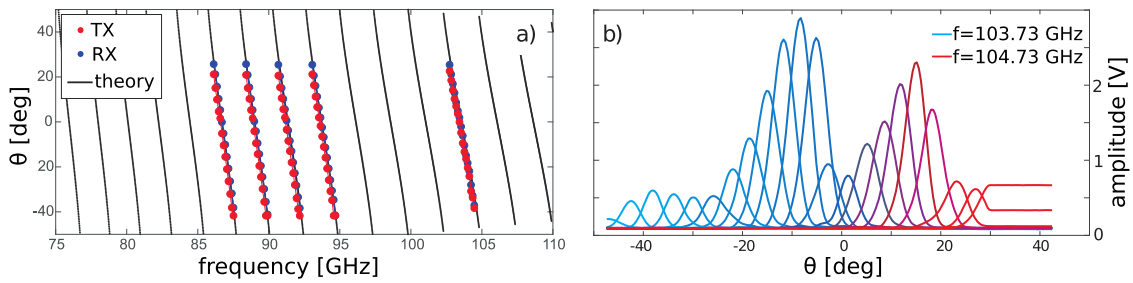 TX
RX
theory
a)
40
20
0
20
-40
θ [deg]
75
80
85
90
95
100
105
110
frequency [GHz]
b)
f=103.73 GHz
f=104.73 GHz
2
1
0
amplitude [V]
-40
-20
0
20
40
θ [deg]